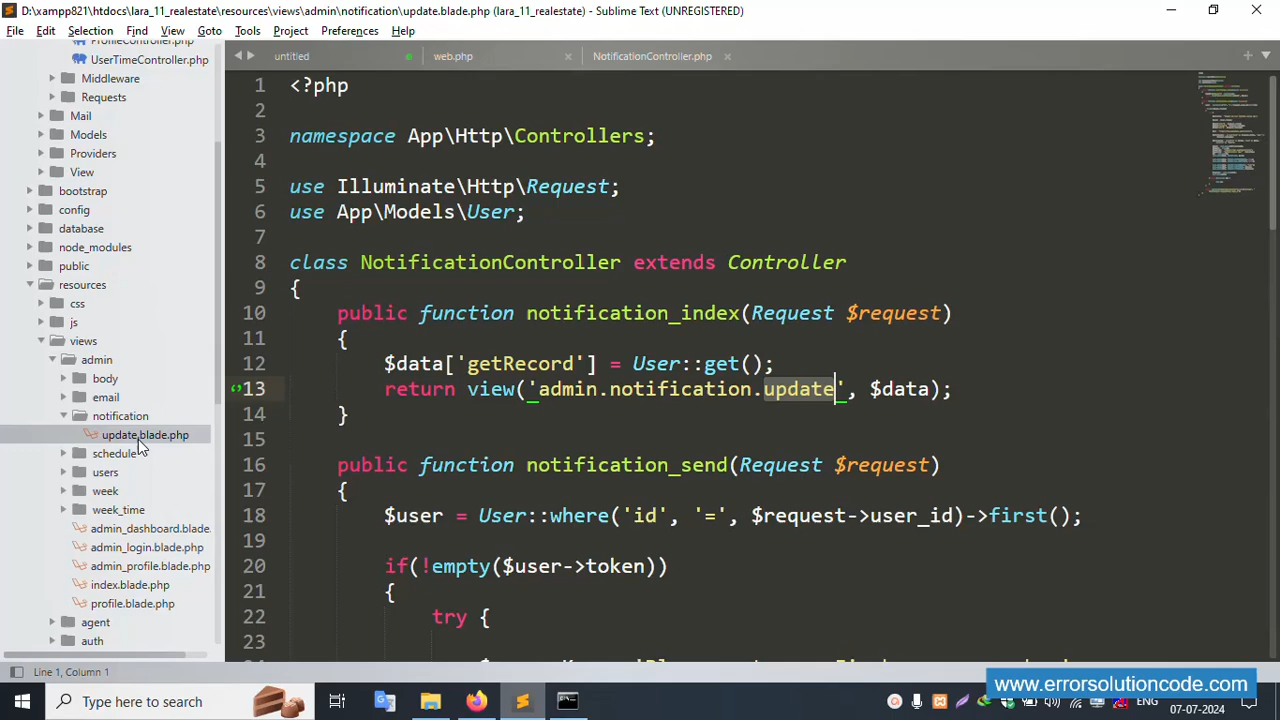 D:\xampp821\htdocs\lara_11_realestate\resources\views\admin\notification\update.blade.php (lara_11_realestate) - Sublime Text (UNREGISTERED)
File Edit Selection Find View Goto Tools Project Preferences Help
ProfileController.php
UserTimeController.php
Middleware
Requests
Mail
Models
Providers
View
bootstrap
config
database
node_modules
public
resources
css
js
views
admin
body
email
notification
update.blade.php
schedule
users
week
week_time
admin_dashboard.blade.
admin_login.blade.php
admin_profile.blade.php
index.blade.php
profile.blade.php
agent
auth
untitled web.php NotificationController.php
1 <?php
2
3 namespace App\Http\Controllers;
4
5 use Illuminate\Http\Request;
6 use App\Models\User;
7
8 class NotificationController extends Controller
9 {
10 public function notification_index(Request $request)
11 {
12 $data['getRecord'] = User::get();
13 return view('admin.notification.update', $data);
14 }
15
16 public function notification_send(Request $request)
17 {
18 $user = User::where('id', '=', $request->user_id)->first();
19
20 if(!empty($user->token))
21 {
22 try {
23
Line 1, Column 1
www.errorsolutioncode.com
Type here to search
ENG
07-07-2024